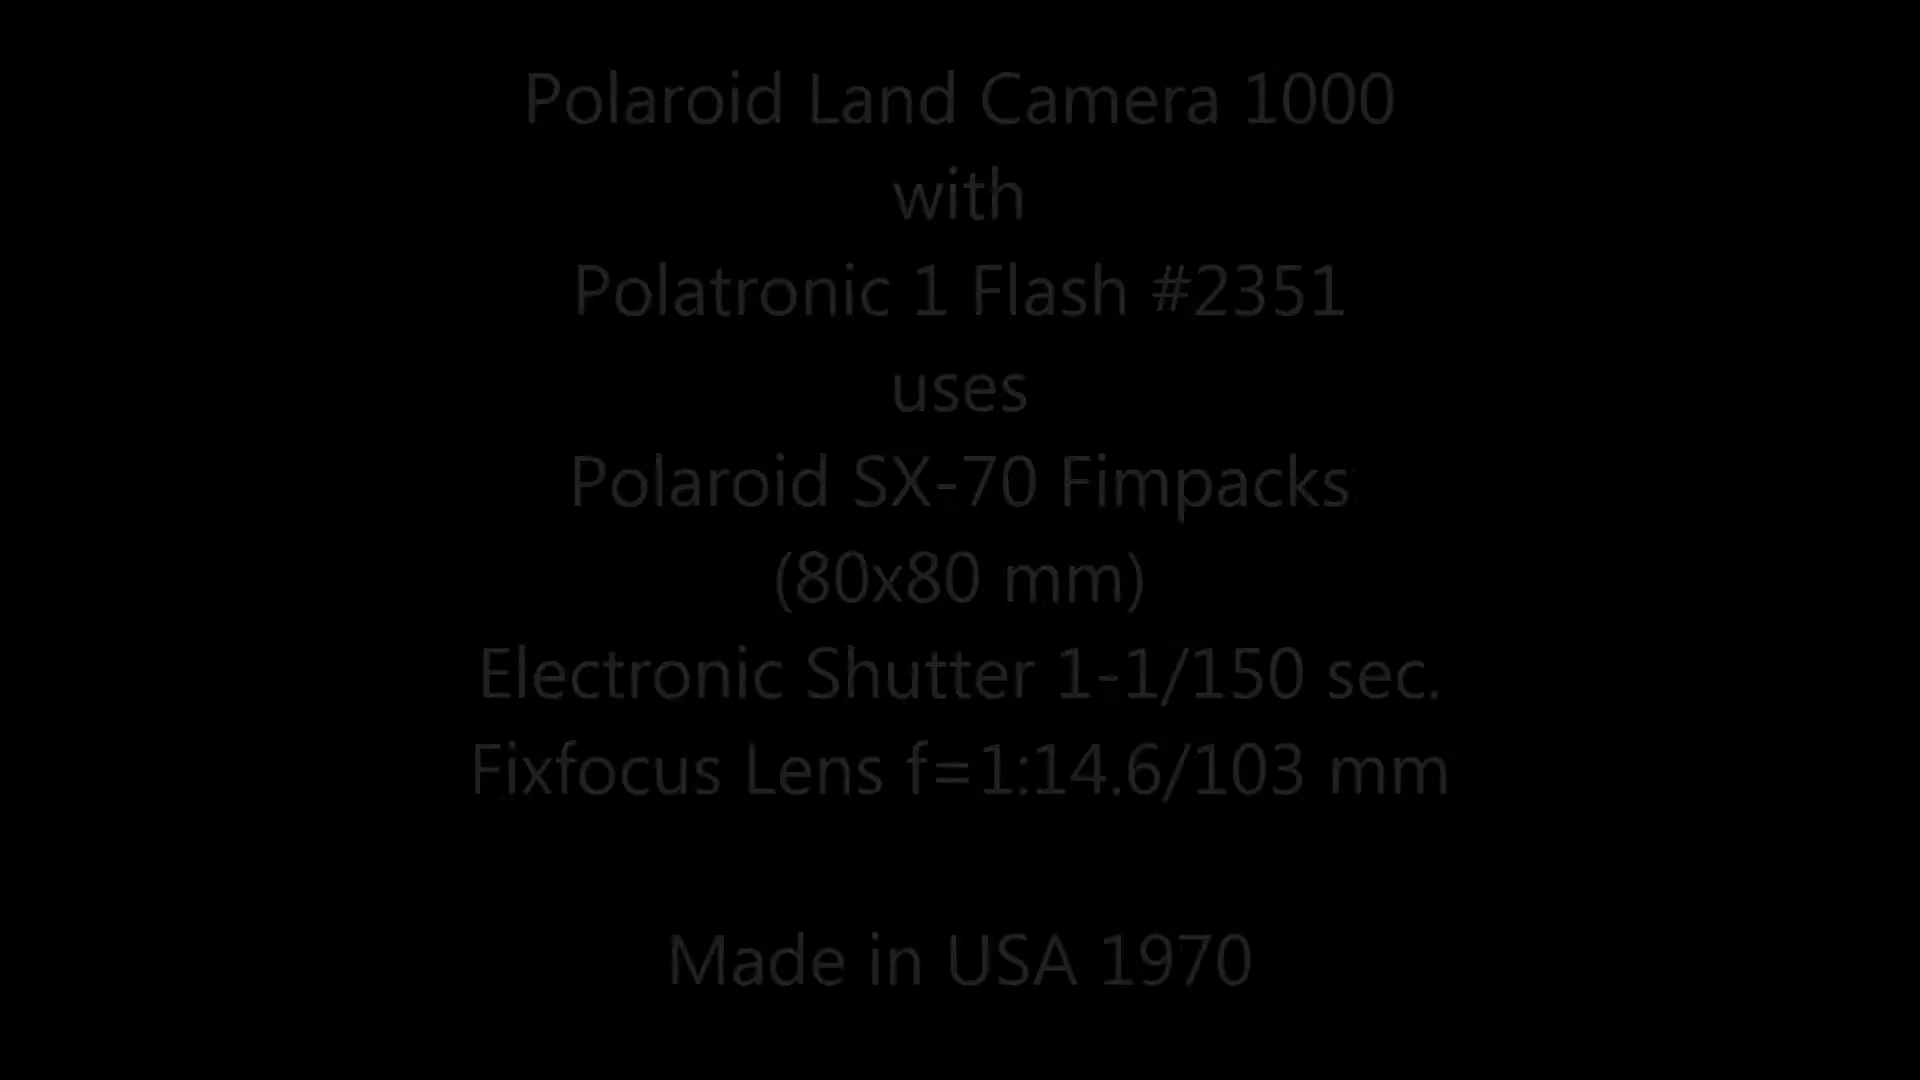 Polaroid Land Camera 1000
with
Polatronic 1 Flash #2351
uses
Polaroid SX-70 Fimpacks
(80x80 mm)
Electronic Shutter 1-1/150 sec.
Fixfocus Lens f=1:14.6/103 mm
Made in USA 1970